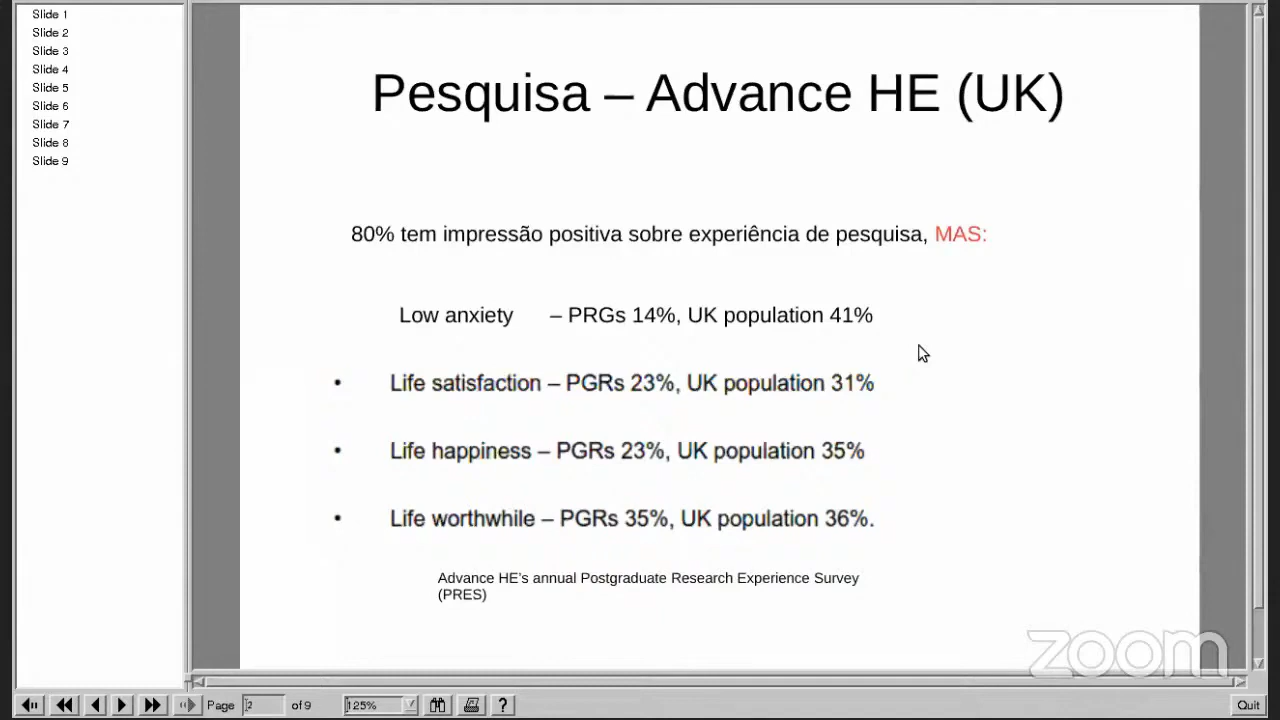 Slide 1
Slide 2
Slide 3
Slide 4
Slide 5
Slide 6
Slide 7
Slide 8
Slide 9
Pesquisa – Advance HE (UK)
80% tem impressão positiva sobre experiência de pesquisa, MAS:
Low anxiety – PRGs 14%, UK population 41%
• Life satisfaction – PGRs 23%, UK population 31%
• Life happiness – PGRs 23%, UK population 35%
• Life worthwhile – PGRs 35%, UK population 36%.
Advance HE's annual Postgraduate Research Experience Survey
(PRES)
zoom
Page 2 of 9 125% ? Quit